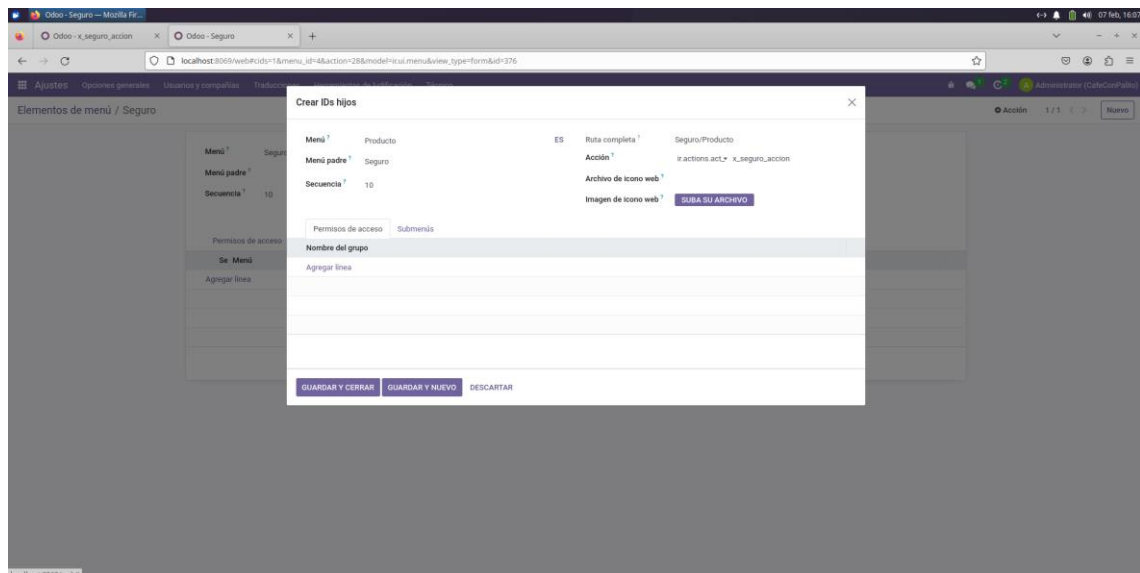 Odoo - Seguro — Mozilla Fir...
07 feb, 16:07
Odoo - x_seguro_accion
Odoo - Seguro
localhost:8069/web#cids=1&menu_id=4&action=28&model=ir.ui.menu&view_type=form&id=376
Ajustes Opciones generales Usuarios y compañías Técnico Administrator (CafeConPalito)
Elementos de menú / Seguro
Acción 1 / 1 Nuevo
Crear IDs hijos
Menú ? Producto ES
Menú padre ? Seguro
Secuencia ? 10
Ruta completa ? Seguro/Producto
Acción ? ir.actions.act_ x_seguro_accion
Archivo de icono web ?
Imagen de icono web ? SUBA SU ARCHIVO
Permisos de acceso Submenús
Nombre del grupo
Agregar línea
GUARDAR Y CERRAR GUARDAR Y NUEVO DESCARTAR
Menú ?
Menú padre ?
Secuencia ? 10
Permisos de acceso
Se Menú
Agregar línea